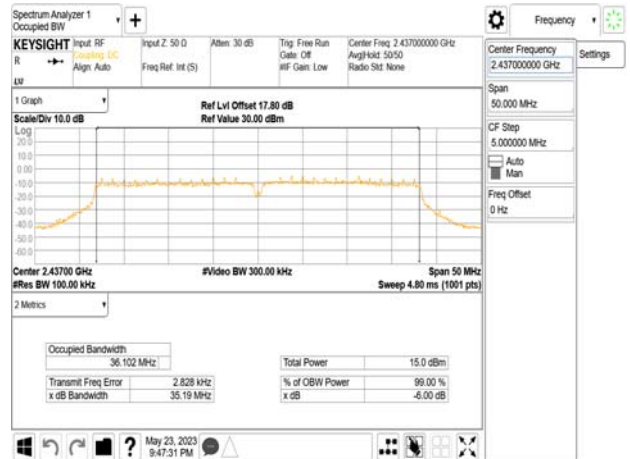 Spectrum Analyzer 1
Occupied BW
Frequency
KEYSIGHT Input: RF Input Z: 50 Ω Atten: 30 dB Trig: Free Run Center Freq: 2.437000000 GHz
Coupling: DC Gate: Off Avg|Hold: 50/50
R Align: Auto Freq Ref: Int (S) #IF Gain: Low Radio Std: None
LXI
Center Frequency
2.437000000 GHz
Settings
Span
50.000 MHz
CF Step
5.000000 MHz
Auto
Man
Freq Offset
0 Hz
1 Graph
Ref Lvl Offset 17.80 dB
Scale/Div 10.0 dB Ref Value 30.00 dBm
Log
20.0
10.0
0.00
-10.0
-20.0
-30.0
-40.0
-50.0
-60.0
Center 2.43700 GHz #Video BW 300.00 kHz Span 50 MHz
#Res BW 100.00 kHz Sweep 4.80 ms (1001 pts)
2 Metrics
Occupied Bandwidth
36.102 MHz
Total Power 15.0 dBm
Transmit Freq Error 2.828 kHz % of OBW Power 99.00 %
x dB Bandwidth 35.19 MHz x dB -6.00 dB
? May 23, 2023
9:47:31 PM